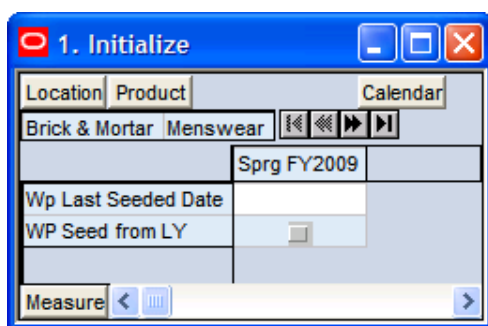 1. Initialize
Location Product Calendar
Brick & Mortar Menswear
Sprg FY2009
Wp Last Seeded Date
WP Seed from LY
Measure